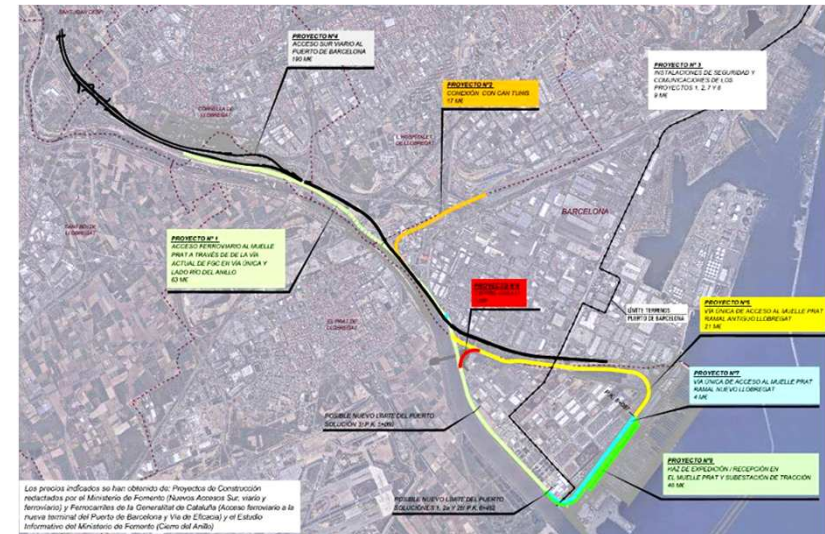 SANT JOAN DESPÍ
PROYECTO Nº4
ACCESO SUR VIARIO AL
PUERTO DE BARCELONA
190 M€
PROYECTO Nº 3
INSTALACIONES DE SEGURIDAD Y
COMUNICACIONES DE LOS
PROYECTOS 1, 2, 7 Y 8
9 M€
PROYECTO Nº2
CONEXIÓN CON CAN TUNIS
17 M€
CORNELLÀ DE
LLOBREGAT
L'HOSPITALET
DE LLOBREGAT
BARCELONA
SANT BOI DE
LLOBREGAT
PROYECTO Nº 1
ACCESO FERROVIARIO AL MUELLE
PRAT A TRAVÉS DE DE LA VÍA
ACTUAL DE FGC EN VÍA ÚNICA Y
LADO RÍO DEL ANILLO
63 M€
EL PRAT DE
LLOBREGAT
LÍMITE TERRENOS
PUERTO DE BARCELONA
VÍA ÚNICA DE ACCESO AL MUELLE PRAT
RAMAL ANTIGUO LLOBREGAT
21 M€
PROYECTO Nº7
VÍA ÚNICA DE ACCESO AL MUELLE PRAT
RAMAL NUEVO LLOBREGAT
4 M€
POSIBLE NUEVO LÍMITE DEL PUERTO
HAZ DE EXPEDICIÓN / RECEPCIÓN EN
EL MUELLE PRAT Y SUBESTACIÓN DE TRACCIÓN
POSIBLE NUEVO LÍMITE DEL PUERTO
Los precios indicados se han obtenido de: Proyectos de Construcción
redactados por el Ministerio de Fomento (Nuevos Accesos Sur, viario y
ferroviario) y Ferrocarriles de la Generalitat de Cataluña (Acceso ferroviario a la
nueva terminal del Puerto de Barcelona y Vía de Eficacia) y el Estudio
Informativo del Ministerio de Fomento (Cierre del Anillo)